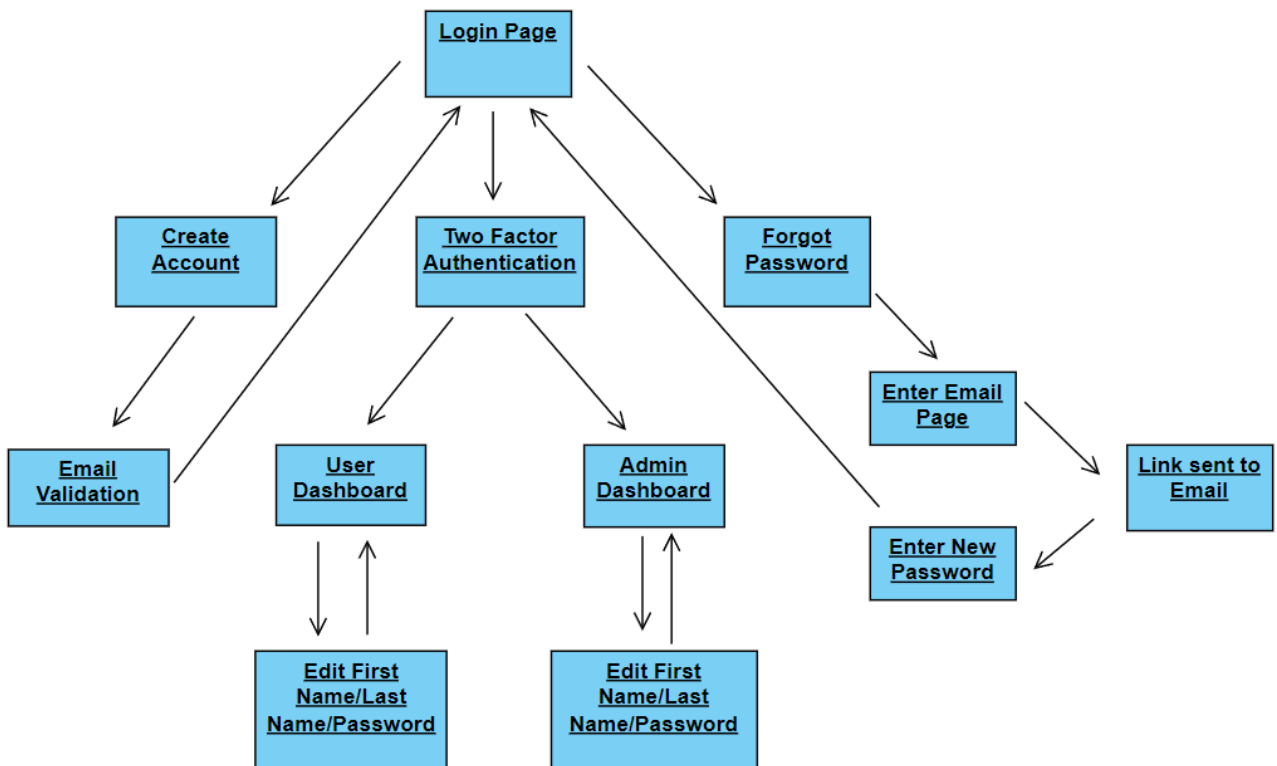 Login Page
Create
Account
Two Factor
Authentication
Forgot
Password
Enter Email
Page
Email
Validation
User
Dashboard
Admin
Dashboard
Link sent to
Email
Enter New
Password
Edit First
Name/Last
Name/Password
Edit First
Name/Last
Name/Password